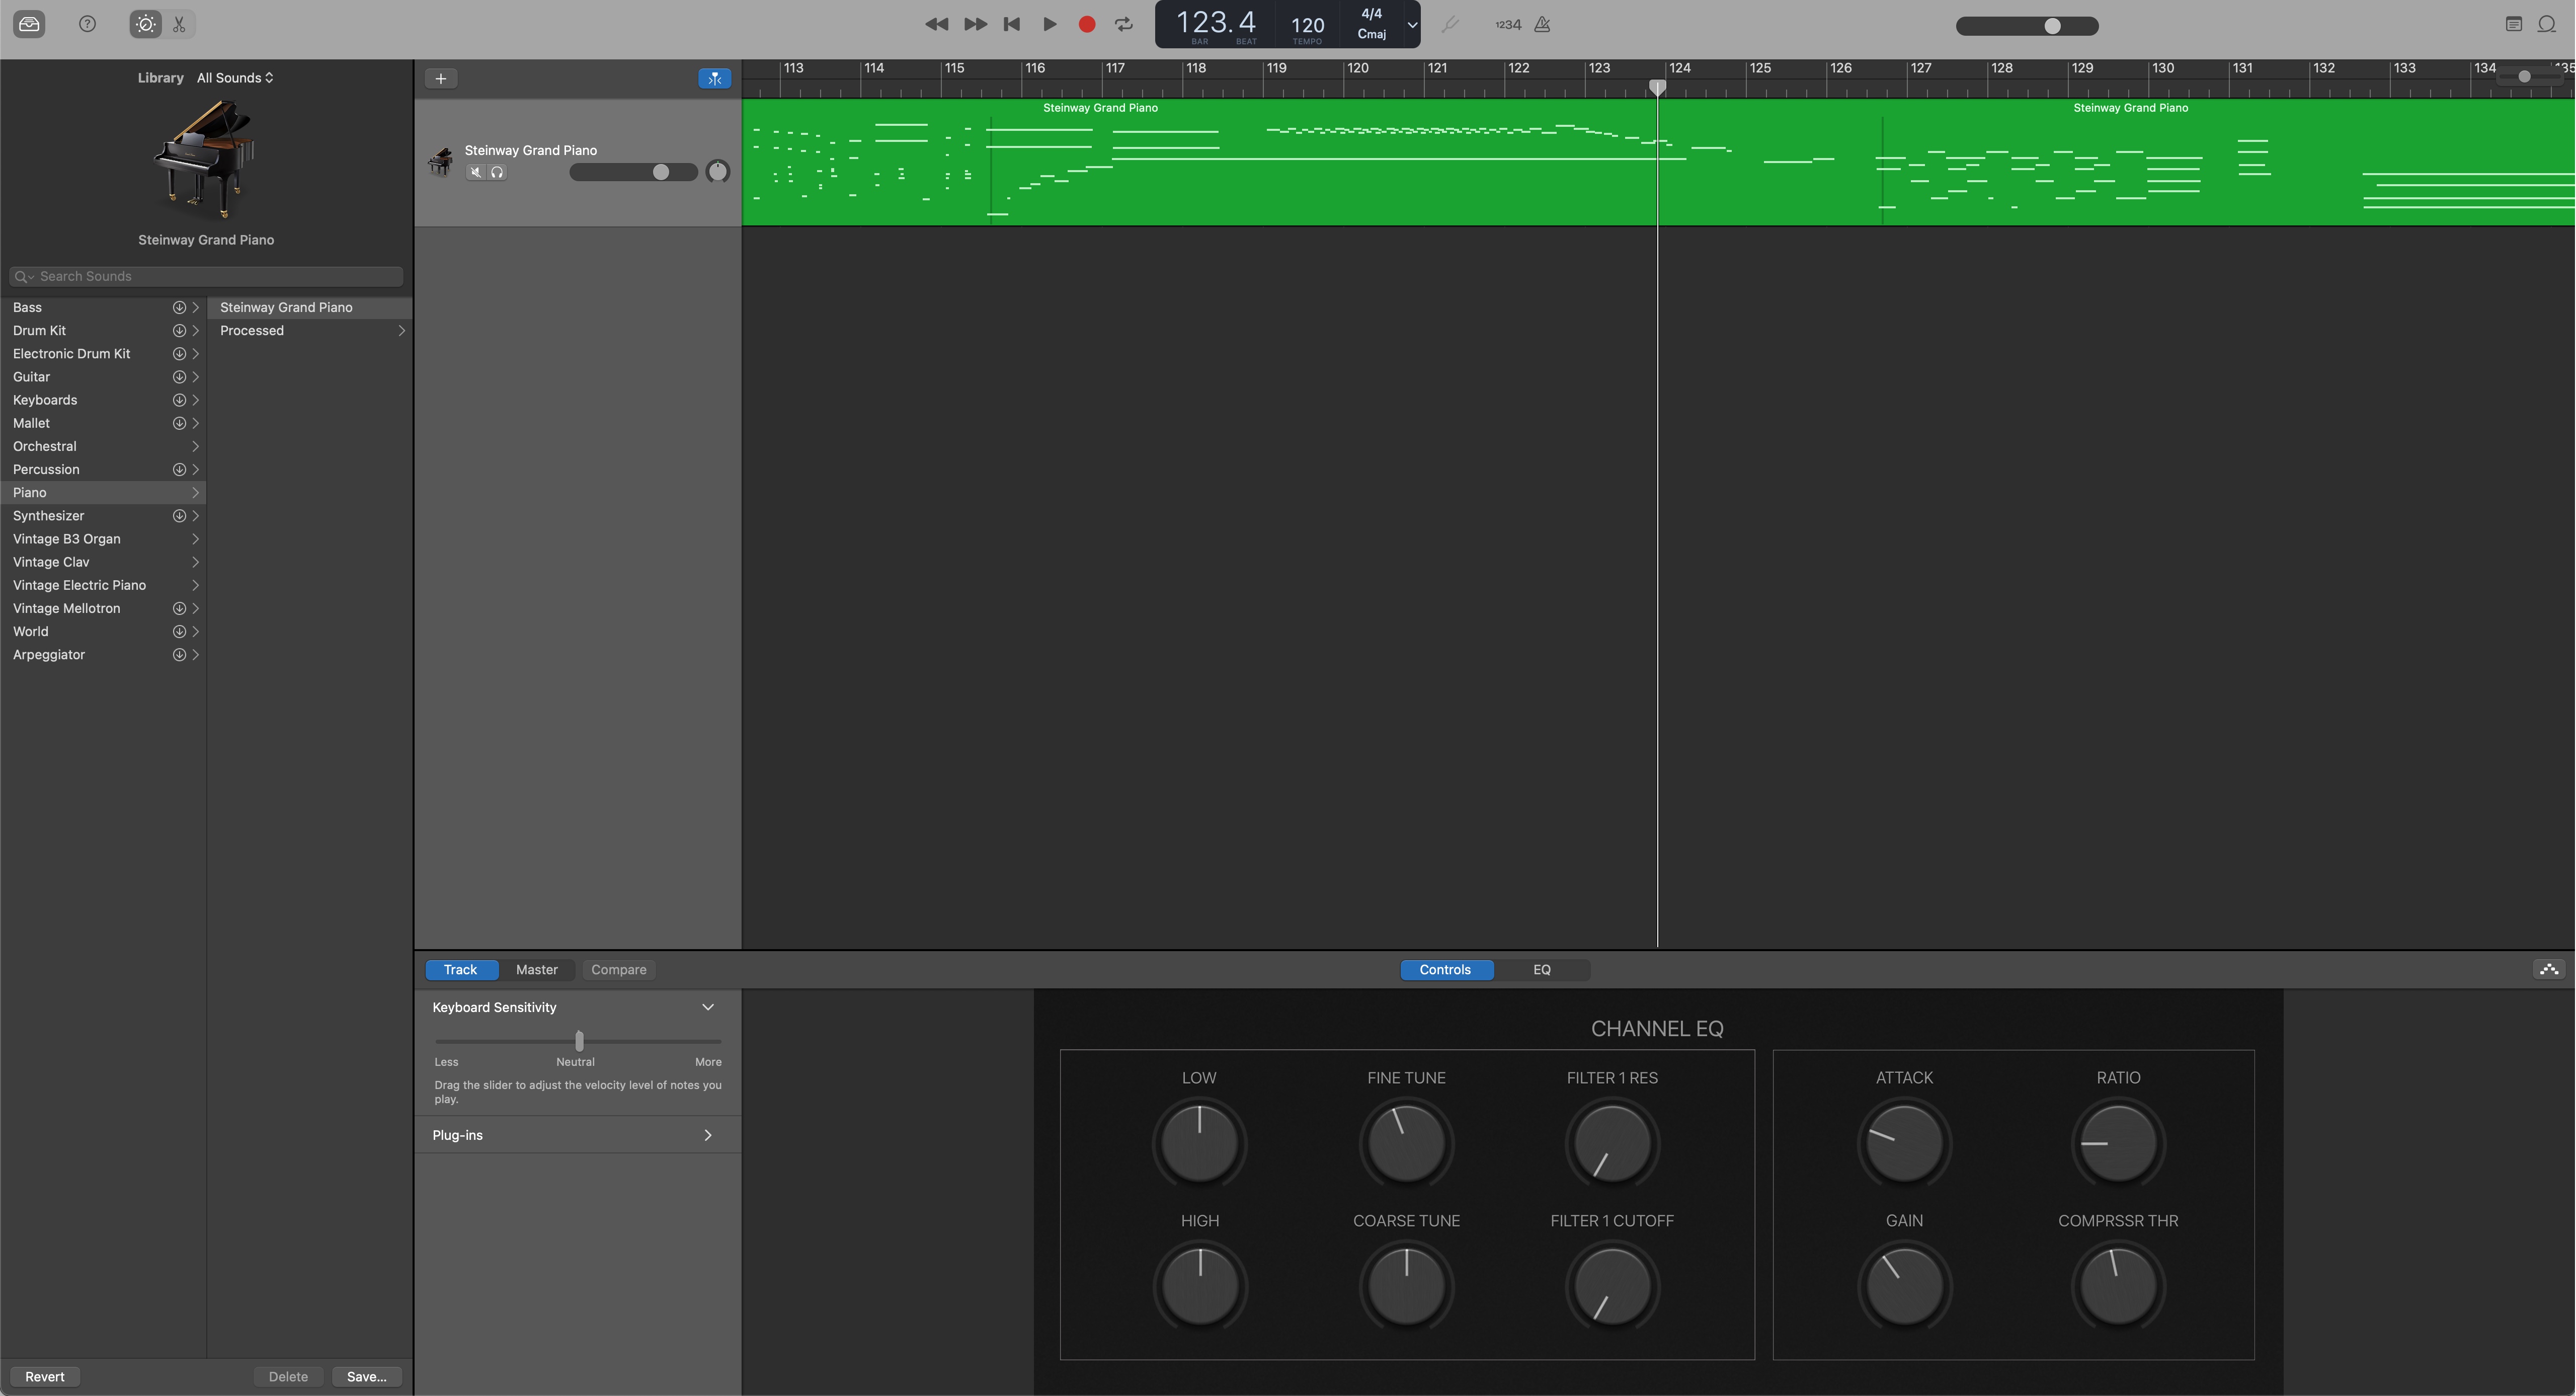 123. 4
BAR BEAT
120
TEMPO
4/4
Cmaj
1234
Library All Sounds
Steinway Grand Piano
Search Sounds
Bass
Drum Kit
Electronic Drum Kit
Guitar
Keyboards
Mallet
Orchestral
Percussion
Piano
Synthesizer
Vintage B3 Organ
Vintage Clav
Vintage Electric Piano
Vintage Mellotron
World
Arpeggiator
Steinway Grand Piano
Processed
Revert Delete Save...
Steinway Grand Piano
113 114 115 116 117 118 119 120 121 122 123 124 125 126 127 128 129 130 131 132 133 134 135
Steinway Grand Piano Steinway Grand Piano
Track Master Compare
Controls EQ
Keyboard Sensitivity
Less Neutral More
Drag the slider to adjust the velocity level of notes you
play.
Plug-ins
CHANNEL EQ
LOW FINE TUNE FILTER 1 RES ATTACK RATIO
HIGH COARSE TUNE FILTER 1 CUTOFF GAIN COMPRSSR THR